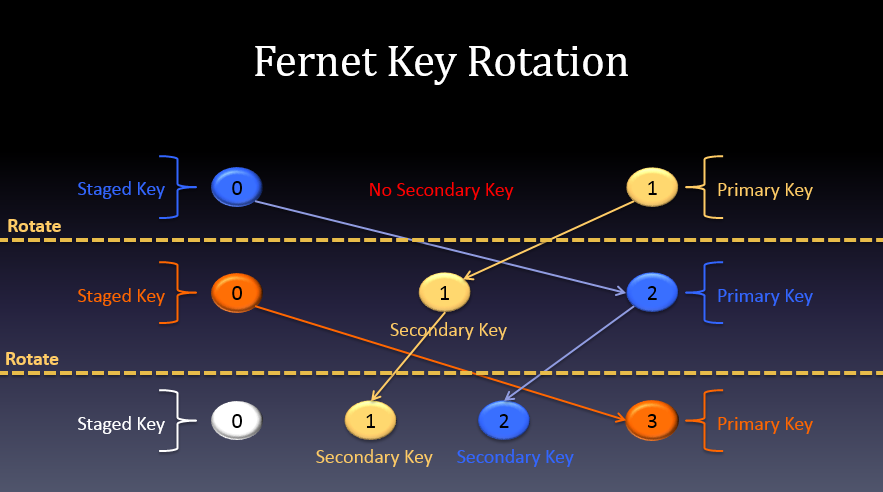 Fernet Key Rotation
Staged Key 0 No Secondary Key 1 Primary Key
Rotate
Staged Key 0 1 2 Primary Key
Secondary Key
Rotate
Staged Key 0 1 2 3 Primary Key
Secondary Key Secondary Key